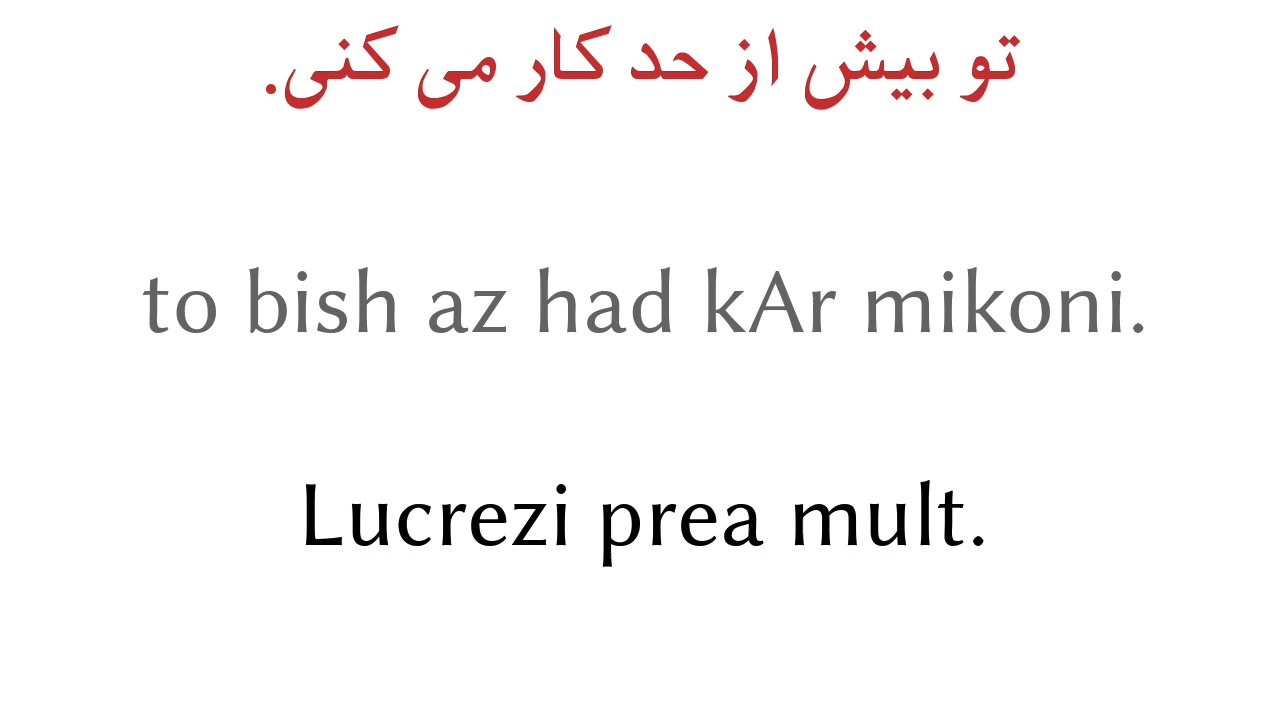 تو بیش از حد کار می کنی.
to bish az had kAr mikoni.
Lucrezi prea mult.